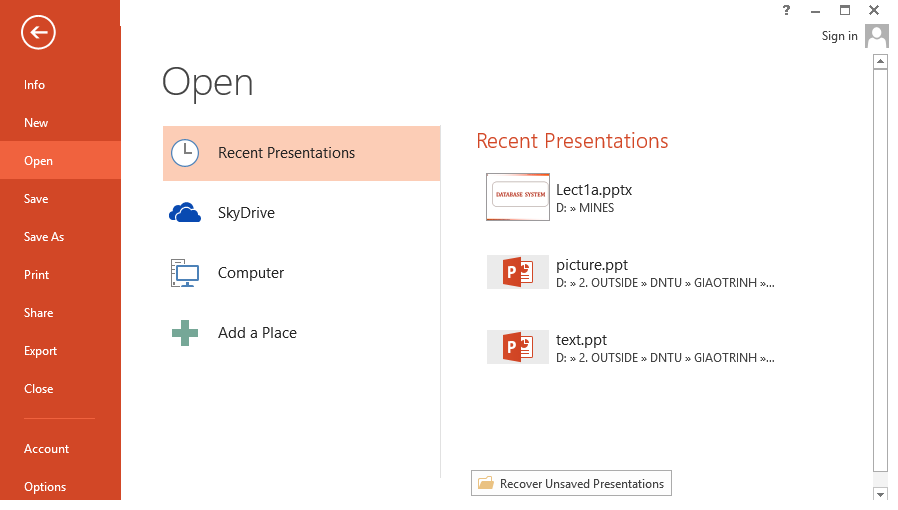 ?
Sign in
Info
New
Open
Save
Save As
Print
Share
Export
Close
Account
Options
Open
Recent Presentations
SkyDrive
Computer
Add a Place
Recent Presentations
DATABASE SYSTEM
Lect1a.pptx
D: » MINES
P
picture.ppt
D: » 2. OUTSIDE » DNTU » GIAOTRINH »...
P
text.ppt
D: » 2. OUTSIDE » DNTU » GIAOTRINH »...
Recover Unsaved Presentations